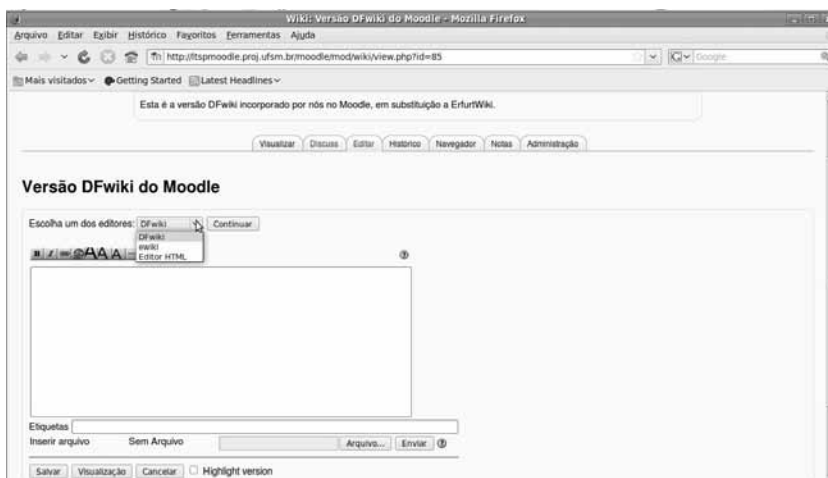 Wiki: Versão DFwiki do Moodle - Mozilla Firefox
Arquivo Editar Exibir Histórico Favoritos Ferramentas Ajuda
http://ltspmoodle.proj.ufsm.br/moodle/mod/wiki/view.php?id=85 Google
Mais visitados Getting Started Latest Headlines
Esta é a versão DFwiki incorporado por nós no Moodle, em substituição a ErfurtWiki.
Visualizar Discuss Editar Histórico Navegador Notas Administração
Versão DFwiki do Moodle
Escolha um dos editores: DFwiki Continuar
DFwiki
ewiki
Editor HTML
B I A A A
Etiquetas
Inserir arquivo Sem Arquivo Arquivo... Enviar
Salvar Visualização Cancelar Highlight version